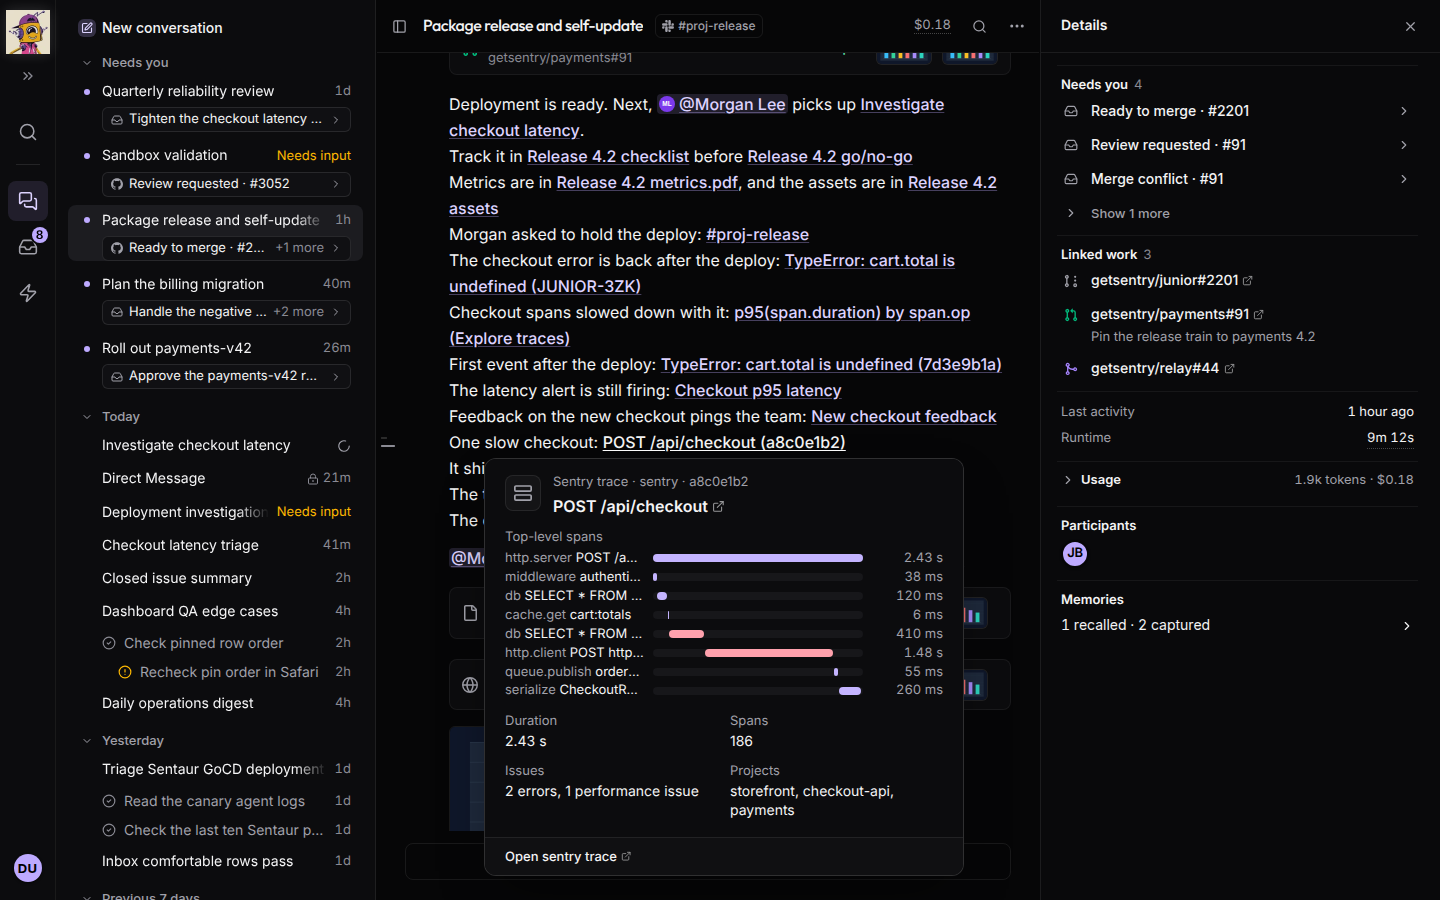 New conversation
Needs you
Quarterly reliability review 1d
Tighten the checkout latency ...
Sandbox validation Needs input
Review requested · #3052
Package release and self-update 1h
Ready to merge · #2... +1 more
Plan the billing migration 40m
Handle the negative ... +2 more
Roll out payments-v42 26m
Approve the payments-v42 r...
Today
Investigate checkout latency
Direct Message 21m
Deployment investigation Needs input
Checkout latency triage 41m
Closed issue summary 2h
Dashboard QA edge cases 4h
Check pinned row order 2h
Recheck pin order in Safari 2h
Daily operations digest 4h
Yesterday
Triage Sentaur GoCD deployment 1d
Read the canary agent logs 1d
Check the last ten Sentaur p... 1d
Inbox comfortable rows pass 1d
Previous 7 days
8
DU
Package release and self-update #proj-release $0.18
getsentry/payments#91
Deployment is ready. Next, ML @Morgan Lee picks up Investigate
checkout latency.
Track it in Release 4.2 checklist before Release 4.2 go/no-go
Metrics are in Release 4.2 metrics.pdf, and the assets are in Release 4.2
assets
Morgan asked to hold the deploy: #proj-release
The checkout error is back after the deploy: TypeError: cart.total is
undefined (JUNIOR-3ZK)
Checkout spans slowed down with it: p95(span.duration) by span.op
(Explore traces)
First event after the deploy: TypeError: cart.total is undefined (7d3e9b1a)
The latency alert is still firing: Checkout p95 latency
Feedback on the new checkout pings the team: New checkout feedback
One slow checkout: POST /api/checkout (a8c0e1b2)
It shi
The
The
@Mo
Sentry trace · sentry · a8c0e1b2
POST /api/checkout
Top-level spans
http.server POST /a... 2.43 s
middleware authenti... 38 ms
db SELECT * FROM ... 120 ms
cache.get cart:totals 6 ms
db SELECT * FROM ... 410 ms
http.client POST http... 1.48 s
queue.publish order... 55 ms
serialize CheckoutR... 260 ms
Duration Spans
2.43 s 186
Issues Projects
2 errors, 1 performance issue storefront, checkout-api,
payments
Open sentry trace
Details
Needs you 4
Ready to merge · #2201
Review requested · #91
Merge conflict · #91
Show 1 more
Linked work 3
getsentry/junior#2201
getsentry/payments#91
Pin the release train to payments 4.2
getsentry/relay#44
Last activity 1 hour ago
Runtime 9m 12s
Usage 1.9k tokens · $0.18
Participants
JB
Memories
1 recalled · 2 captured